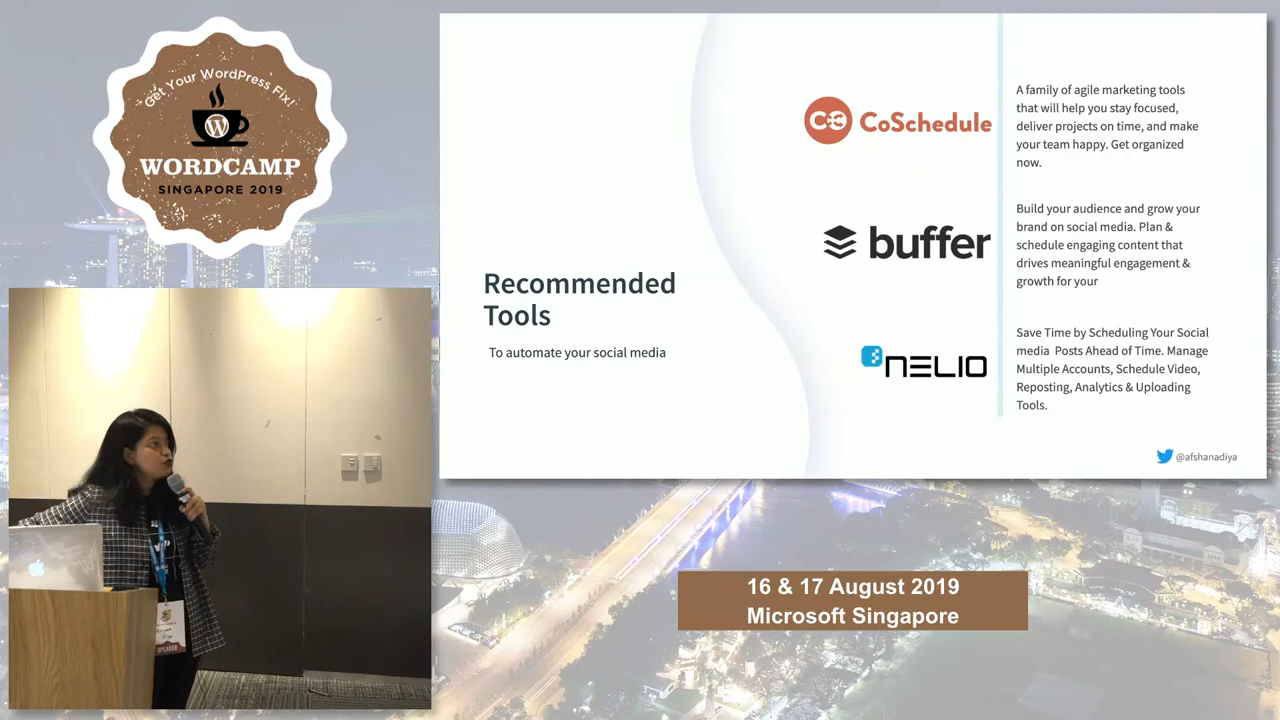 Get Your WordPress Fix!
WORDCAMP
SINGAPORE 2019
SPEAKER
Recommended
Tools
To automate your social media
CoSchedule
A family of agile marketing tools
that will help you stay focused,
deliver projects on time, and make
your team happy. Get organized
now.
buffer
Build your audience and grow your
brand on social media. Plan &
schedule engaging content that
drives meaningful engagement &
growth for your
NELIO
Save Time by Scheduling Your Social
media Posts Ahead of Time. Manage
Multiple Accounts, Schedule Video,
Reposting, Analytics & Uploading
Tools.
@afshanadiya
16 & 17 August 2019
Microsoft Singapore